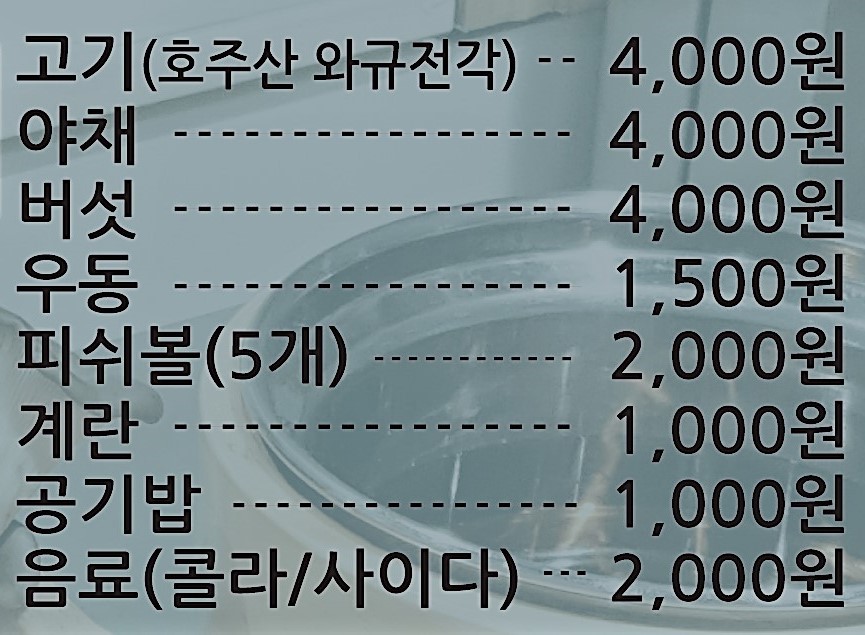 고기(호주산 와규전각) -- 4,000원
야채 ----------------- 4,000원
버섯 ----------------- 4,000원
우동 ----------------- 1,500원
피쉬볼(5개) ------------ 2,000원
계란 ----------------- 1,000원
공기밥 --------------- 1,000원
음료(콜라/사이다) --- 2,000원